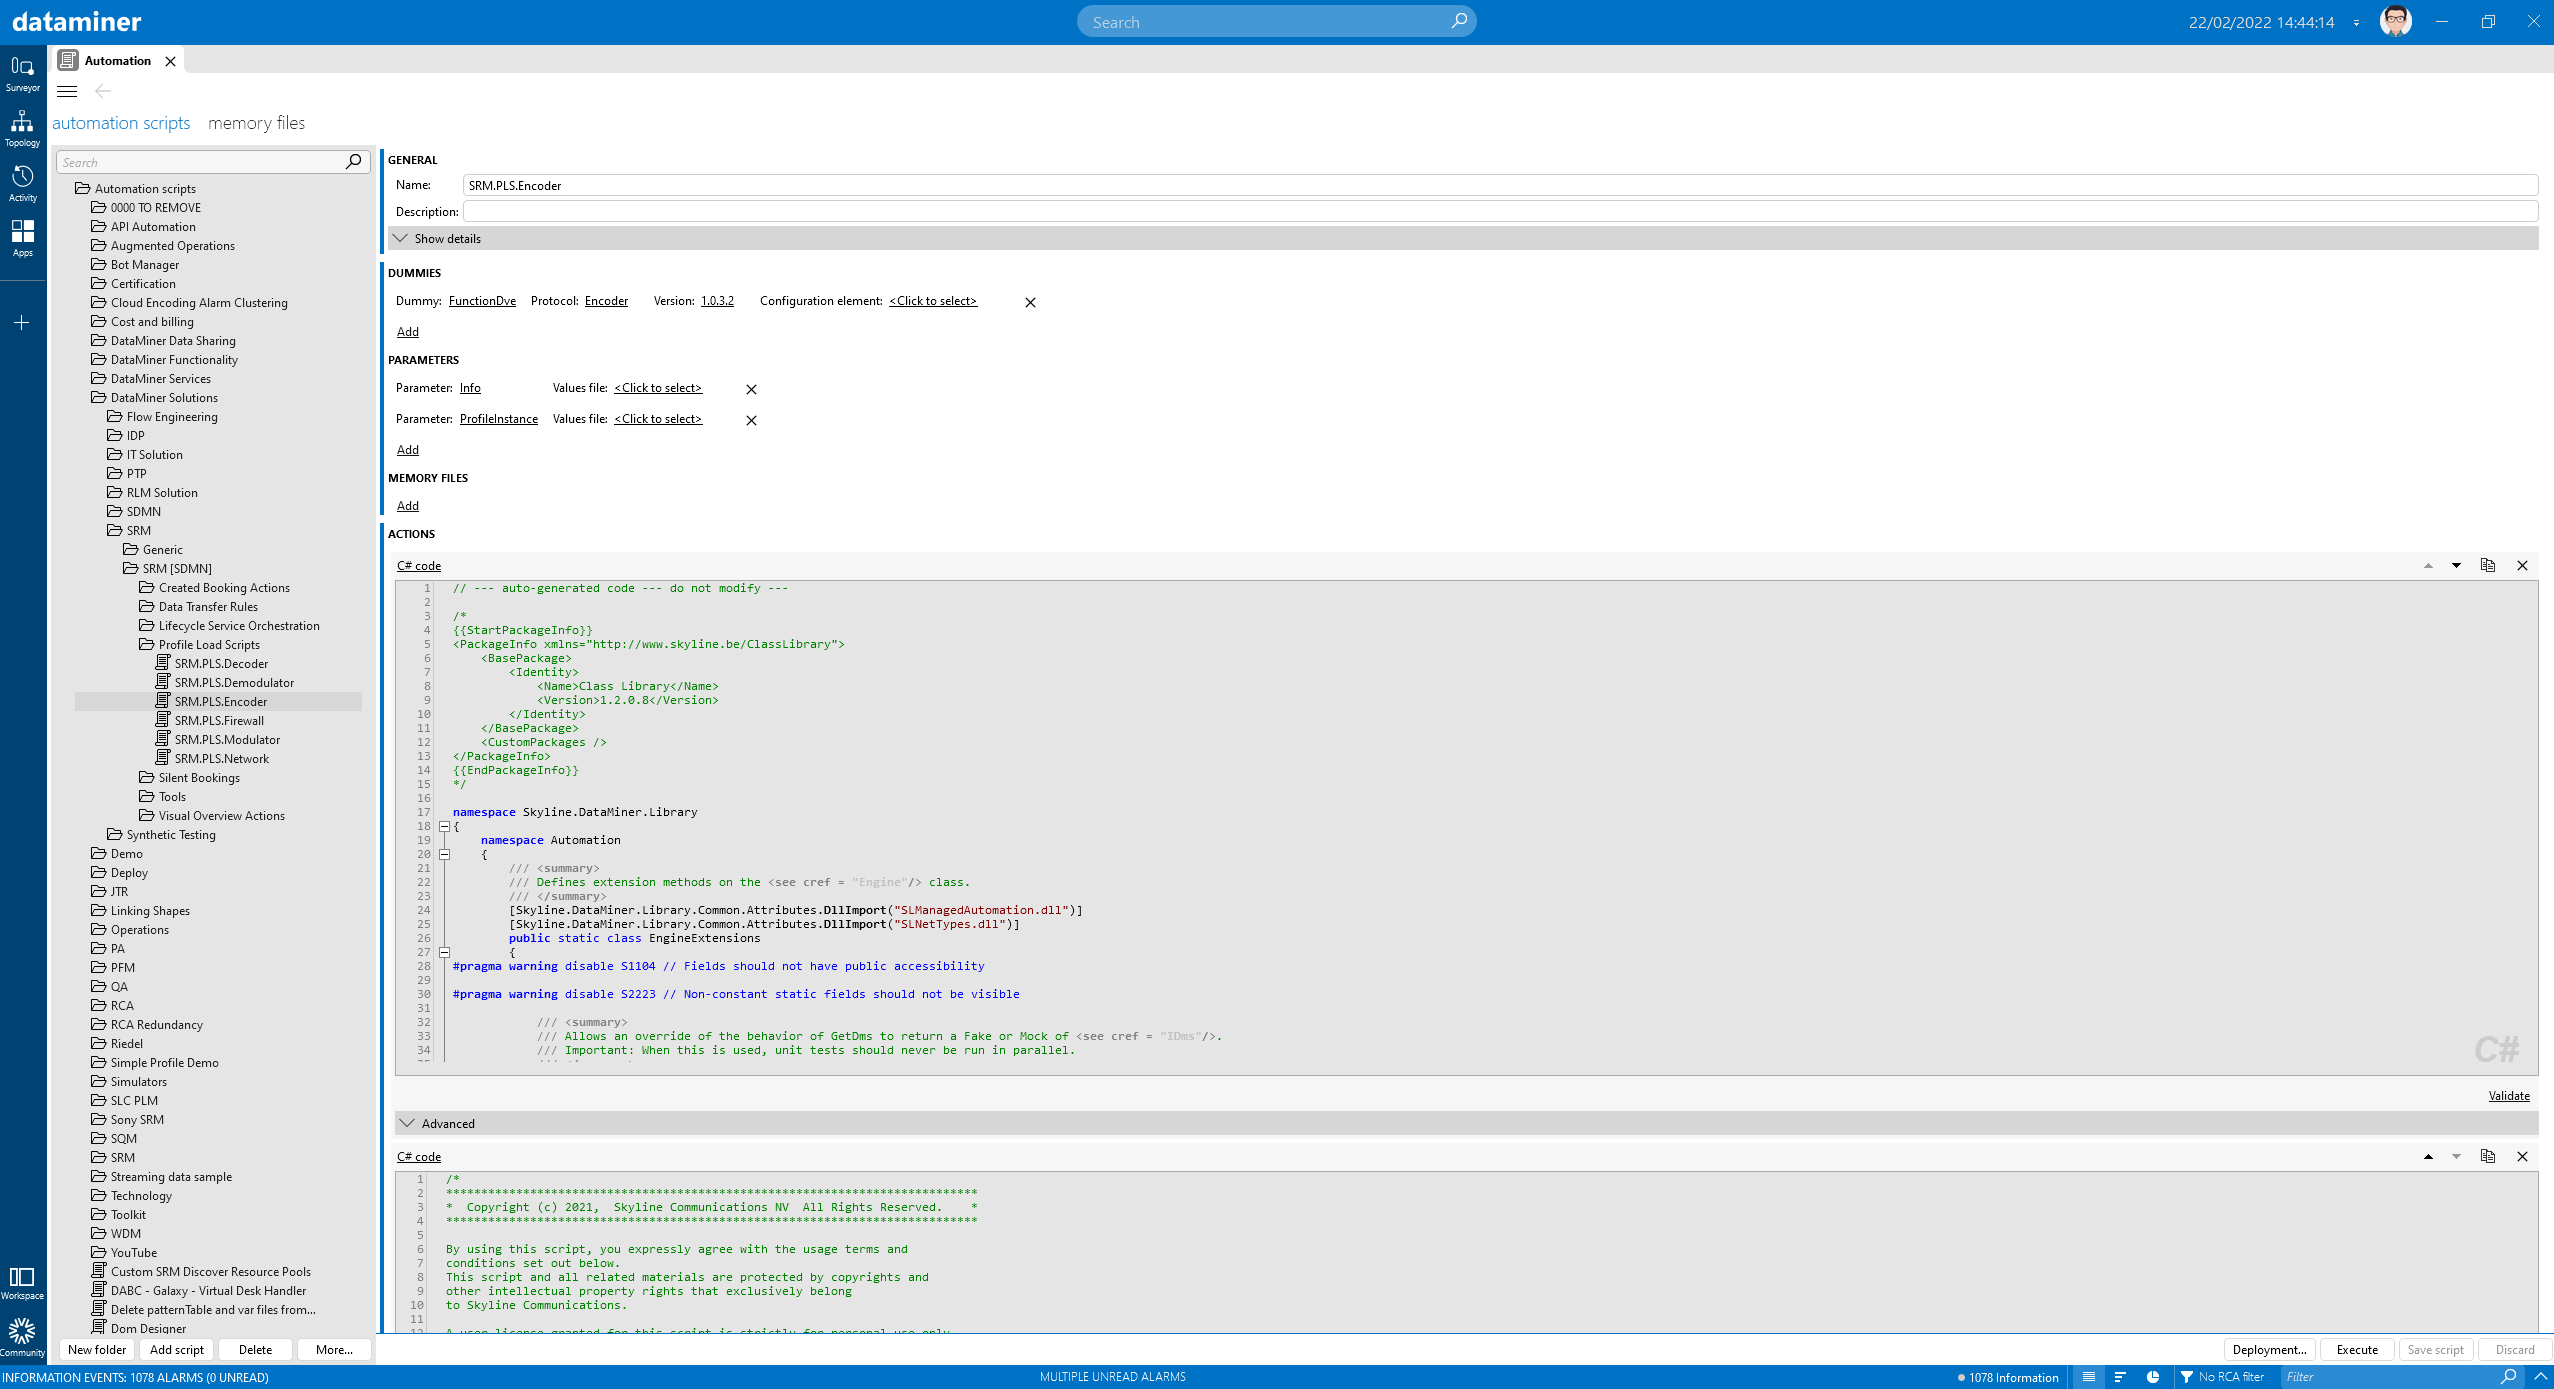 dataminer
Search
22/02/2022 14:44:14
Surveyor
Topology
Activity
Apps
Workspace
Community
Automation
automation scripts memory files
Search
Automation scripts
0000 TO REMOVE
API Automation
Augmented Operations
Bot Manager
Certification
Cloud Encoding Alarm Clustering
Cost and billing
DataMiner Data Sharing
DataMiner Functionality
DataMiner Services
DataMiner Solutions
Flow Engineering
IDP
IT Solution
PTP
RLM Solution
SDMN
SRM
Generic
SRM [SDMN]
Created Booking Actions
Data Transfer Rules
Lifecycle Service Orchestration
Profile Load Scripts
SRM.PLS.Decoder
SRM.PLS.Demodulator
SRM.PLS.Encoder
SRM.PLS.Firewall
SRM.PLS.Modulator
SRM.PLS.Network
Silent Bookings
Tools
Visual Overview Actions
Synthetic Testing
Demo
Deploy
JTR
Linking Shapes
Operations
PA
PFM
QA
RCA
RCA Redundancy
Riedel
Simple Profile Demo
Simulators
SLC PLM
Sony SRM
SQM
SRM
Streaming data sample
Technology
Toolkit
WDM
YouTube
Custom SRM Discover Resource Pools
DABC - Galaxy - Virtual Desk Handler
Delete patternTable and var files from...
Dom Designer
New folder Add script Delete More...
GENERAL
Name: SRM.PLS.Encoder
Description:
Show details
DUMMIES
Dummy: FunctionDve Protocol: Encoder Version: 1.0.3.2 Configuration element: <Click to select>
Add
PARAMETERS
Parameter: Info Values file: <Click to select>
Parameter: ProfileInstance Values file: <Click to select>
Add
MEMORY FILES
Add
ACTIONS
C# code
1 // --- auto-generated code --- do not modify ---
2
3 /*
4 {{StartPackageInfo}}
5 <PackageInfo xmlns="http://www.skyline.be/ClassLibrary">
6 <BasePackage>
7 <Identity>
8 <Name>Class Library</Name>
9 <Version>1.2.0.8</Version>
10 </Identity>
11 </BasePackage>
12 <CustomPackages />
13 </PackageInfo>
14 {{EndPackageInfo}}
15 */
16
17 namespace Skyline.DataMiner.Library
18 {
19 namespace Automation
20 {
21 /// <summary>
22 /// Defines extension methods on the <see cref = "Engine"/> class.
23 /// </summary>
24 [Skyline.DataMiner.Library.Common.Attributes.DllImport("SLManagedAutomation.dll")]
25 [Skyline.DataMiner.Library.Common.Attributes.DllImport("SLNetTypes.dll")]
26 public static class EngineExtensions
27 {
28 #pragma warning disable S1104 // Fields should not have public accessibility
29
30 #pragma warning disable S2223 // Non-constant static fields should not be visible
31
32 /// <summary>
33 /// Allows an override of the behavior of GetDms to return a Fake or Mock of <see cref = "IDms"/>.
34 /// Important: When this is used, unit tests should never be run in parallel.
C#
Validate
Advanced
C# code
1 /*
2 ****************************************************************************
3 * Copyright (c) 2021, Skyline Communications NV All Rights Reserved. *
4 ****************************************************************************
5
6 By using this script, you expressly agree with the usage terms and
7 conditions set out below.
8 This script and all related materials are protected by copyrights and
9 other intellectual property rights that exclusively belong
10 to Skyline Communications.
11
12 A user license granted for this script is strictly for personal use only
Deployment... Execute Save script Discard
INFORMATION EVENTS: 1078 ALARMS (0 UNREAD) MULTIPLE UNREAD ALARMS 1078 Information No RCA filter Filter